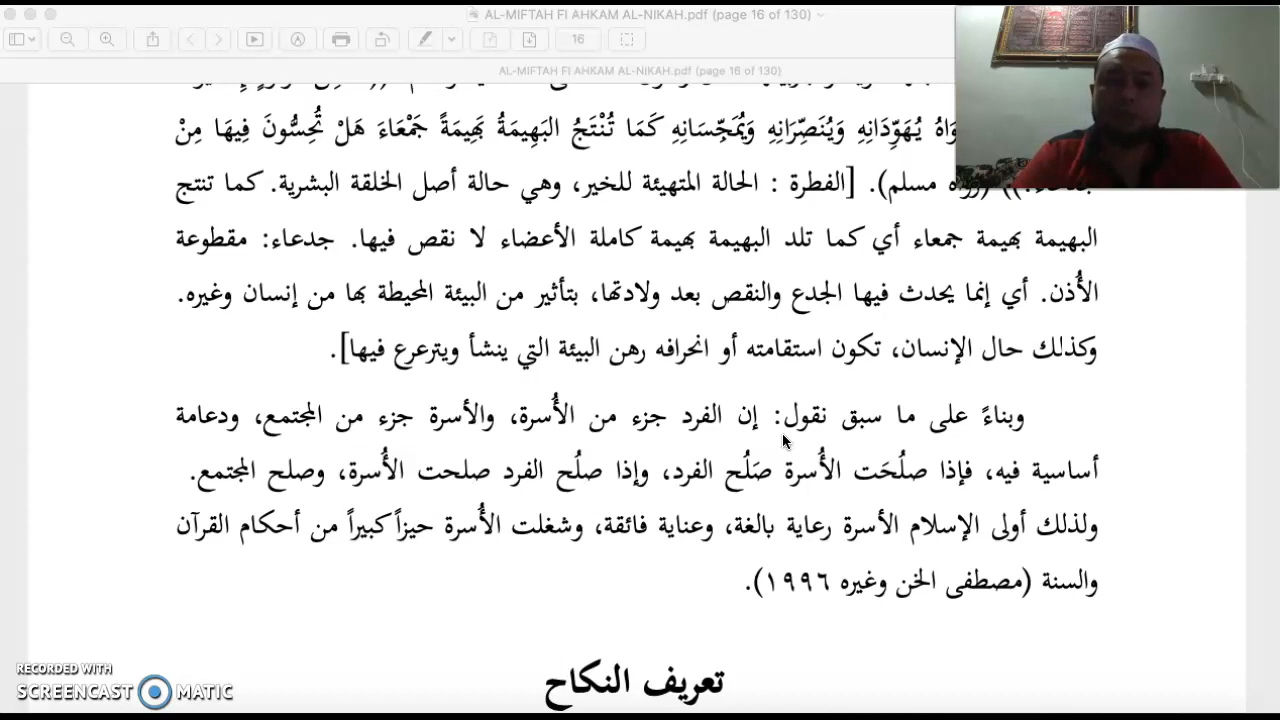 AL-MIFTAH FI AHKAM AL-NIKAH.pdf (page 16 of 130)
16
AL-MIFTAH FI AHKAM AL-NIKAH.pdf (page 16 of 130)
يُهَوِّدَانِهِ وَيُنَصِّرَانِهِ وَيُمَجِّسَانِهِ كَمَا تُنْتَجُ البَهِيمَةُ بَهِيمَةً جَمْعَاءَ هَلْ تُحِسُّونَ فِيهَا مِنْ
مسلم). [الفطرة : الحالة المتهيئة للخير، وهي حالة أصل الخلقة البشرية. كما تنتج
البهيمة بهيمة جمعاء أي كما تلد البهيمة بهيمة كاملة الأعضاء لا نقص فيها. جدعاء: مقطوعة
الأُذن. أي إنما يحدث فيها الجدع والنقص بعد ولادتها، بتأثير من البيئة المحيطة بها من إنسان وغيره.
وكذلك حال الإنسان، تكون استقامته أو انحرافه رهن البيئة التي ينشأ ويترعرع فيها].
وبناءً على ما سبق نقول: إن الفرد جزء من الأُسرة، والأسرة جزء من المجتمع، ودعامة
أساسية فيه، فإذا صلُحَت الأُسرة صَلُح الفرد، وإذا صلُح الفرد صلحت الأُسرة، وصلح المجتمع.
ولذلك أولى الإسلام الأسرة رعاية بالغة، وعناية فائقة، وشغلت الأُسرة حيزاً كبيراً من أحكام القرآن
والسنة (مصطفى الخن وغيره ١٩٩٦).
تعريف النكاح
RECORDED WITH
SCREENCAST MATIC